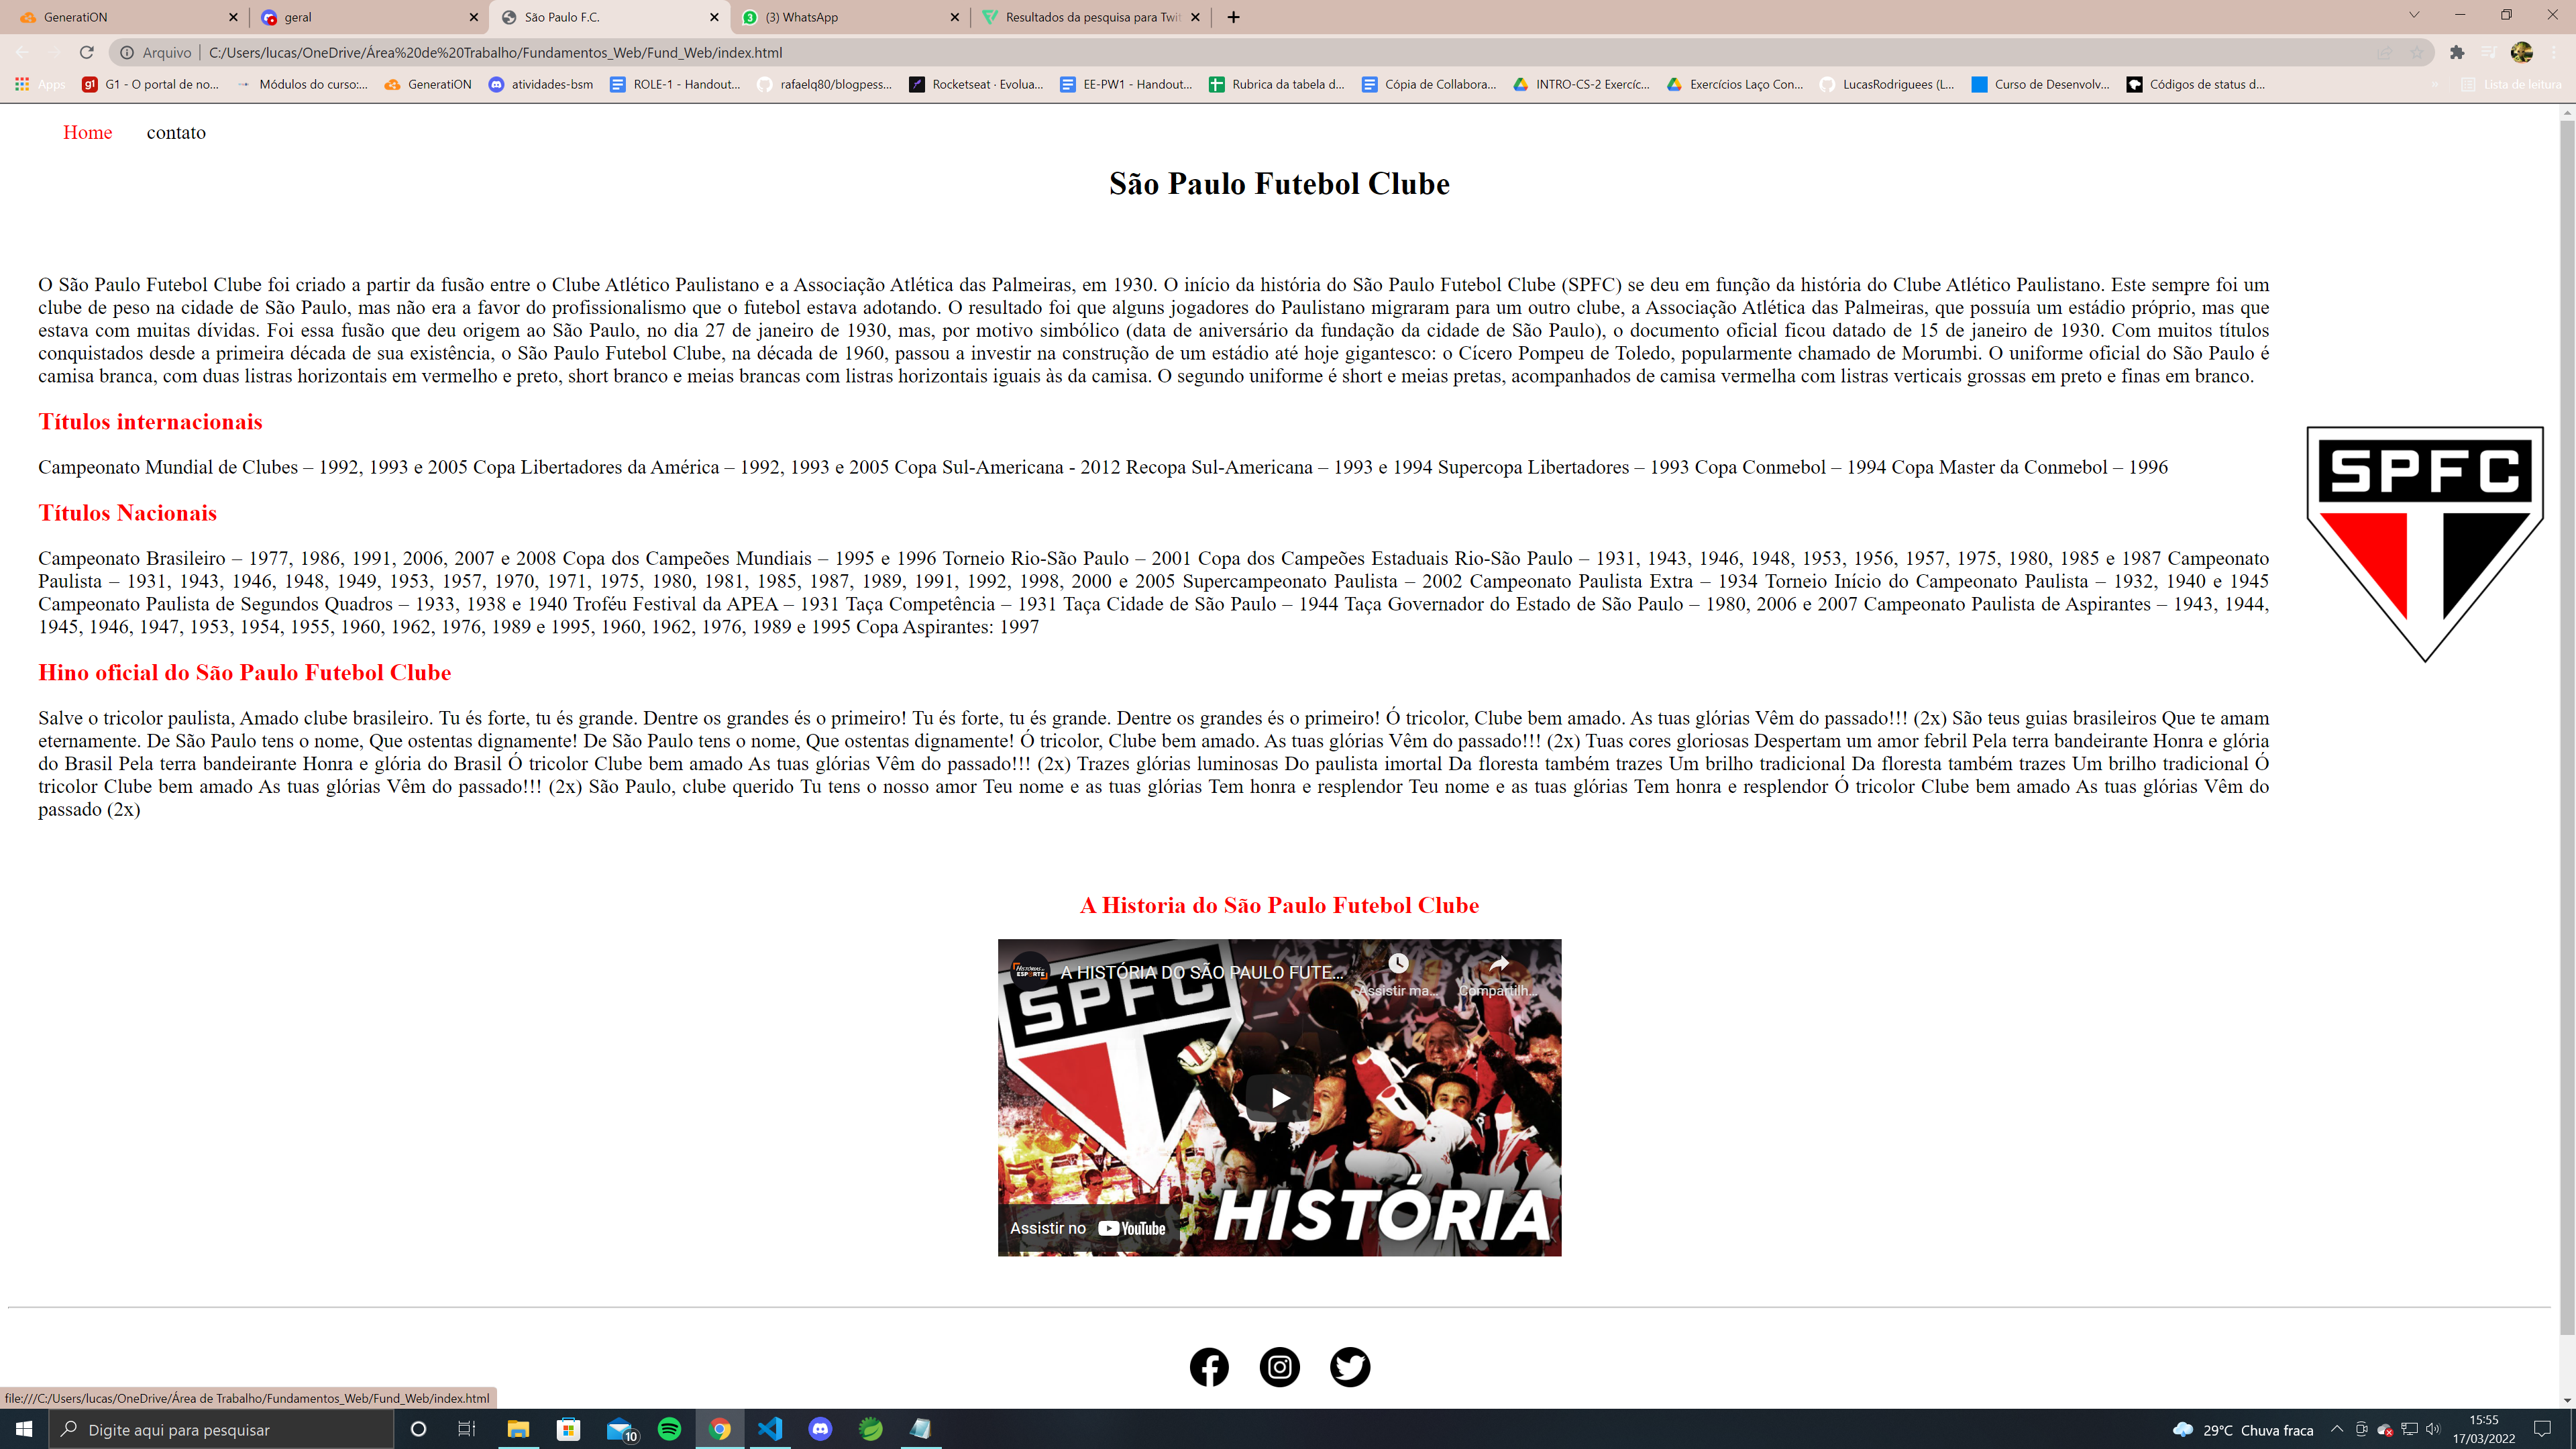 GeneratiON
geral
São Paulo F.C.
(3) WhatsApp
Resultados da pesquisa para Twit
Arquivo
C:/Users/lucas/OneDrive/Área%20de%20Trabalho/Fundamentos_Web/Fund_Web/index.html
Apps
G1 - O portal de no...
Módulos do curso:...
GeneratiON
atividades-bsm
ROLE-1 - Handout...
rafaelq80/blogpess...
Rocketseat · Evolua...
EE-PW1 - Handout...
Rubrica da tabela d...
Cópia de Collabora...
INTRO-CS-2 Exercíc...
Exercícios Laço Con...
LucasRodriguees (L...
Curso de Desenvolv...
Códigos de status d...
Lista de leitura
Home contato
São Paulo Futebol Clube
O São Paulo Futebol Clube foi criado a partir da fusão entre o Clube Atlético Paulistano e a Associação Atlética das Palmeiras, em 1930. O início da história do São Paulo Futebol Clube (SPFC) se deu em função da história do Clube Atlético Paulistano. Este sempre foi um
clube de peso na cidade de São Paulo, mas não era a favor do profissionalismo que o futebol estava adotando. O resultado foi que alguns jogadores do Paulistano migraram para um outro clube, a Associação Atlética das Palmeiras, que possuía um estádio próprio, mas que
estava com muitas dívidas. Foi essa fusão que deu origem ao São Paulo, no dia 27 de janeiro de 1930, mas, por motivo simbólico (data de aniversário da fundação da cidade de São Paulo), o documento oficial ficou datado de 15 de janeiro de 1930. Com muitos títulos
conquistados desde a primeira década de sua existência, o São Paulo Futebol Clube, na década de 1960, passou a investir na construção de um estádio até hoje gigantesco: o Cícero Pompeu de Toledo, popularmente chamado de Morumbi. O uniforme oficial do São Paulo é
camisa branca, com duas listras horizontais em vermelho e preto, short branco e meias brancas com listras horizontais iguais às da camisa. O segundo uniforme é short e meias pretas, acompanhados de camisa vermelha com listras verticais grossas em preto e finas em branco.
Títulos internacionais
Campeonato Mundial de Clubes – 1992, 1993 e 2005 Copa Libertadores da América – 1992, 1993 e 2005 Copa Sul-Americana - 2012 Recopa Sul-Americana – 1993 e 1994 Supercopa Libertadores – 1993 Copa Conmebol – 1994 Copa Master da Conmebol – 1996
SPFC
Títulos Nacionais
Campeonato Brasileiro – 1977, 1986, 1991, 2006, 2007 e 2008 Copa dos Campeões Mundiais – 1995 e 1996 Torneio Rio-São Paulo – 2001 Copa dos Campeões Estaduais Rio-São Paulo – 1931, 1943, 1946, 1948, 1953, 1956, 1957, 1975, 1980, 1985 e 1987 Campeonato
Paulista – 1931, 1943, 1946, 1948, 1949, 1953, 1957, 1970, 1971, 1975, 1980, 1981, 1985, 1987, 1989, 1991, 1992, 1998, 2000 e 2005 Supercampeonato Paulista – 2002 Campeonato Paulista Extra – 1934 Torneio Início do Campeonato Paulista – 1932, 1940 e 1945
Campeonato Paulista de Segundos Quadros – 1933, 1938 e 1940 Troféu Festival da APEA – 1931 Taça Competência – 1931 Taça Cidade de São Paulo – 1944 Taça Governador do Estado de São Paulo – 1980, 2006 e 2007 Campeonato Paulista de Aspirantes – 1943, 1944,
1945, 1946, 1947, 1953, 1954, 1955, 1960, 1962, 1976, 1989 e 1995, 1960, 1962, 1976, 1989 e 1995 Copa Aspirantes: 1997
Hino oficial do São Paulo Futebol Clube
Salve o tricolor paulista, Amado clube brasileiro. Tu és forte, tu és grande. Dentre os grandes és o primeiro! Tu és forte, tu és grande. Dentre os grandes és o primeiro! Ó tricolor, Clube bem amado. As tuas glórias Vêm do passado!!! (2x) São teus guias brasileiros Que te amam
eternamente. De São Paulo tens o nome, Que ostentas dignamente! De São Paulo tens o nome, Que ostentas dignamente! Ó tricolor, Clube bem amado. As tuas glórias Vêm do passado!!! (2x) Tuas cores gloriosas Despertam um amor febril Pela terra bandeirante Honra e glória
do Brasil Pela terra bandeirante Honra e glória do Brasil Ó tricolor Clube bem amado As tuas glórias Vêm do passado!!! (2x) Trazes glórias luminosas Do paulista imortal Da floresta também trazes Um brilho tradicional Da floresta também trazes Um brilho tradicional Ó
tricolor Clube bem amado As tuas glórias Vêm do passado!!! (2x) São Paulo, clube querido Tu tens o nosso amor Teu nome e as tuas glórias Tem honra e resplendor Teu nome e as tuas glórias Tem honra e resplendor Ó tricolor Clube bem amado As tuas glórias Vêm do
passado (2x)
A Historia do São Paulo Futebol Clube
A HISTÓRIA DO SÃO PAULO FUTE...
Assistir ma...
Compartilh...
SPFC
HISTÓRIA
Assistir no YouTube
file:///C:/Users/lucas/OneDrive/Área de Trabalho/Fundamentos_Web/Fund_Web/index.html
Digite aqui para pesquisar
10
29°C Chuva fraca
15:55
17/03/2022